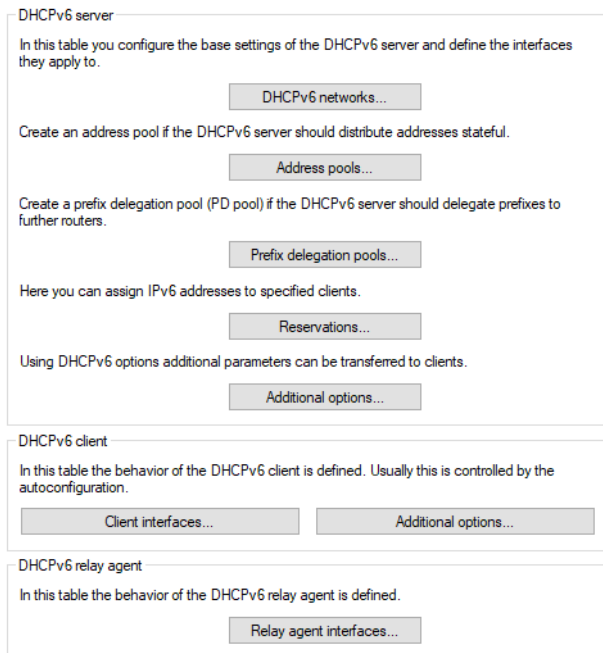 DHCPv6 server
In this table you configure the base settings of the DHCPv6 server and define the interfaces
they apply to.
DHCPv6 networks...
Create an address pool if the DHCPv6 server should distribute addresses stateful.
Address pools...
Create a prefix delegation pool (PD pool) if the DHCPv6 server should delegate prefixes to
further routers.
Prefix delegation pools...
Here you can assign IPv6 addresses to specified clients.
Reservations...
Using DHCPv6 options additional parameters can be transferred to clients.
Additional options...
DHCPv6 client
In this table the behavior of the DHCPv6 client is defined. Usually this is controlled by the
autoconfiguration.
Client interfaces... Additional options...
DHCPv6 relay agent
In this table the behavior of the DHCPv6 relay agent is defined.
Relay agent interfaces...